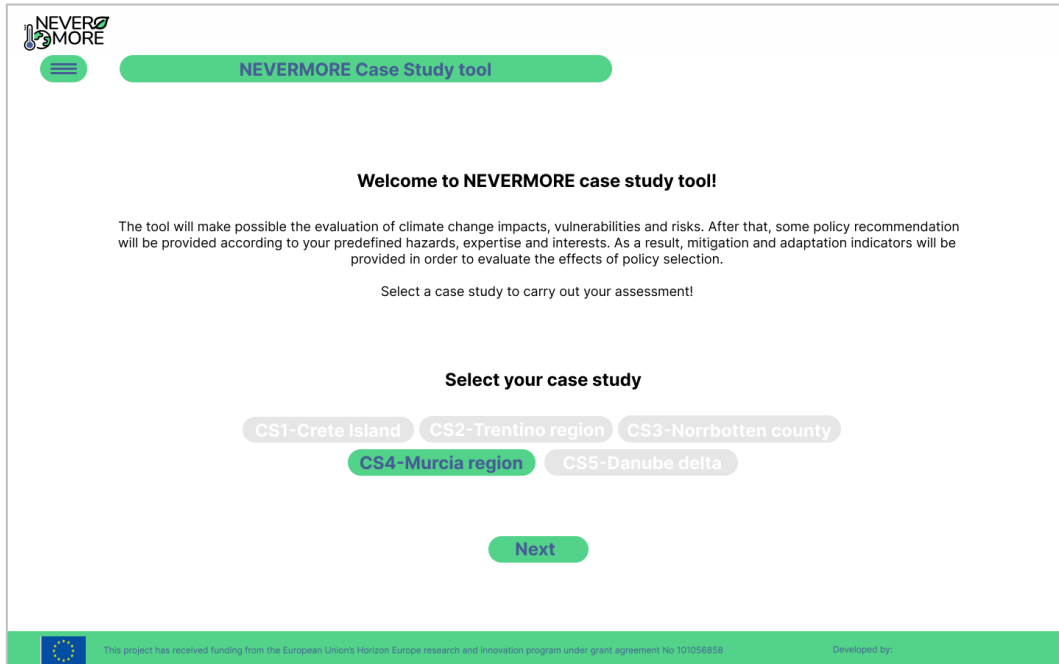 NEVER
MORE
NEVERMORE Case Study tool
Welcome to NEVERMORE case study tool!
The tool will make possible the evaluation of climate change impacts, vulnerabilities and risks. After that, some policy recommendation
will be provided according to your predefined hazards, expertise and interests. As a result, mitigation and adaptation indicators will be
provided in order to evaluate the effects of policy selection.
Select a case study to carry out your assessment!
Select your case study
CS1-Crete Island CS2-Trentino region CS3-Norrbotten county
CS4-Murcia region CS5-Danube delta
Next
This project has received funding from the European Union's Horizon Europe research and innovation program under grant agreement No 101056858 Developed by: